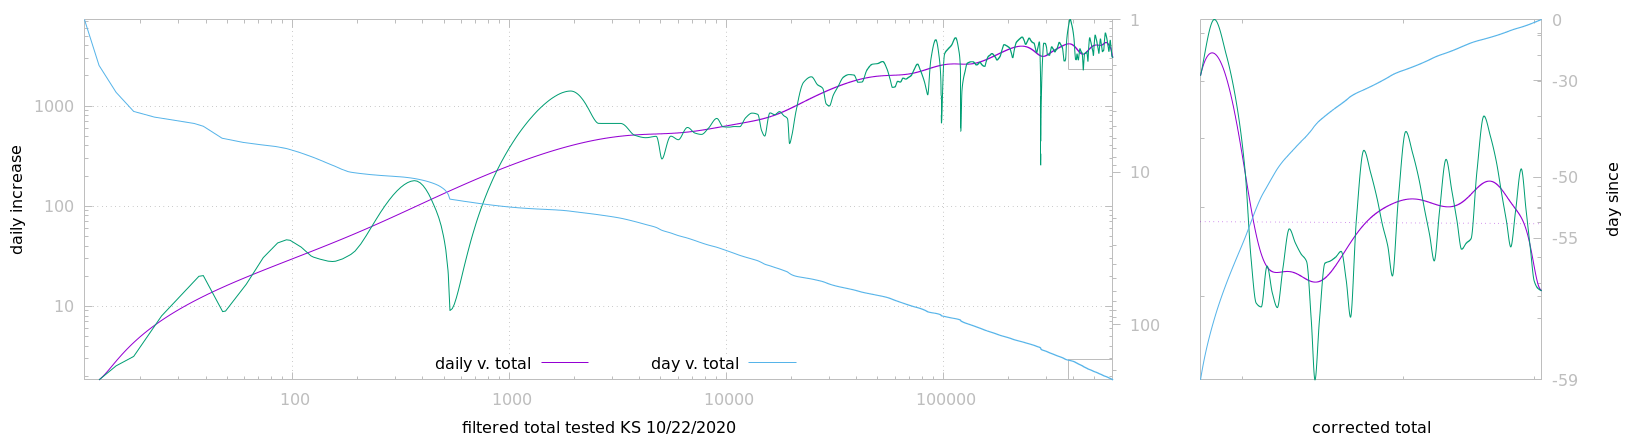 daily increase
1000
100
10
100
1000
10000
100000
filtered total tested KS 10/22/2020
daily v. total
day v. total
1
10
100
0
-30
-50
-55
-59
day since
corrected total